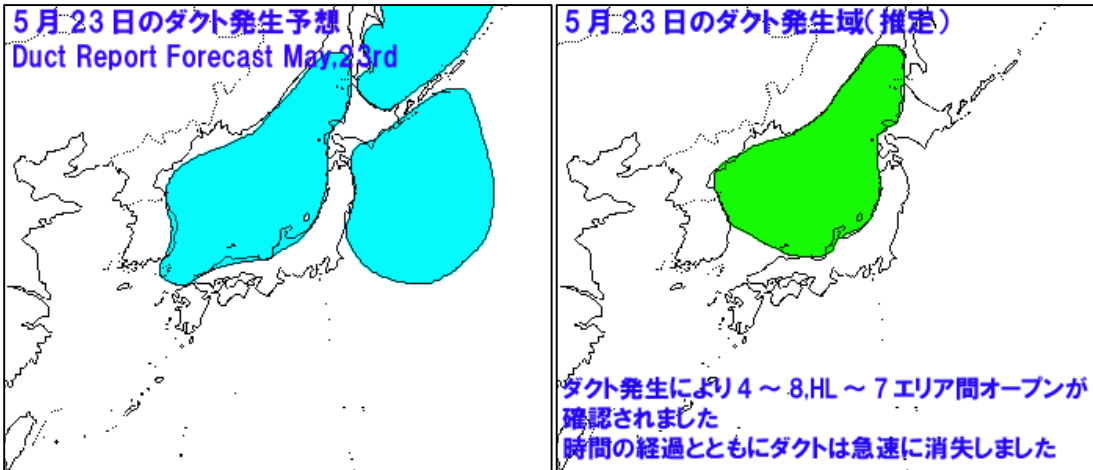 5月23日のダクト発生予想
Duct Report Forecast May,23rd
5月23日のダクト発生域(推定)
ダクト発生により4～8,HL～7エリア間オープンが
確認されました
時間の経過とともにダクトは急速に消失しました